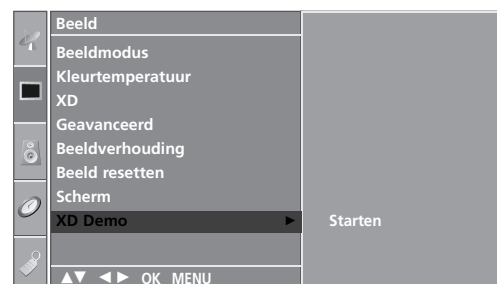 Beeld
Beeldmodus
Kleurtemperatuur
XD
Geavanceerd
Beeldverhouding
Beeld resetten
Scherm
XD Demo ► Starten
▲▼ ◄► OK MENU